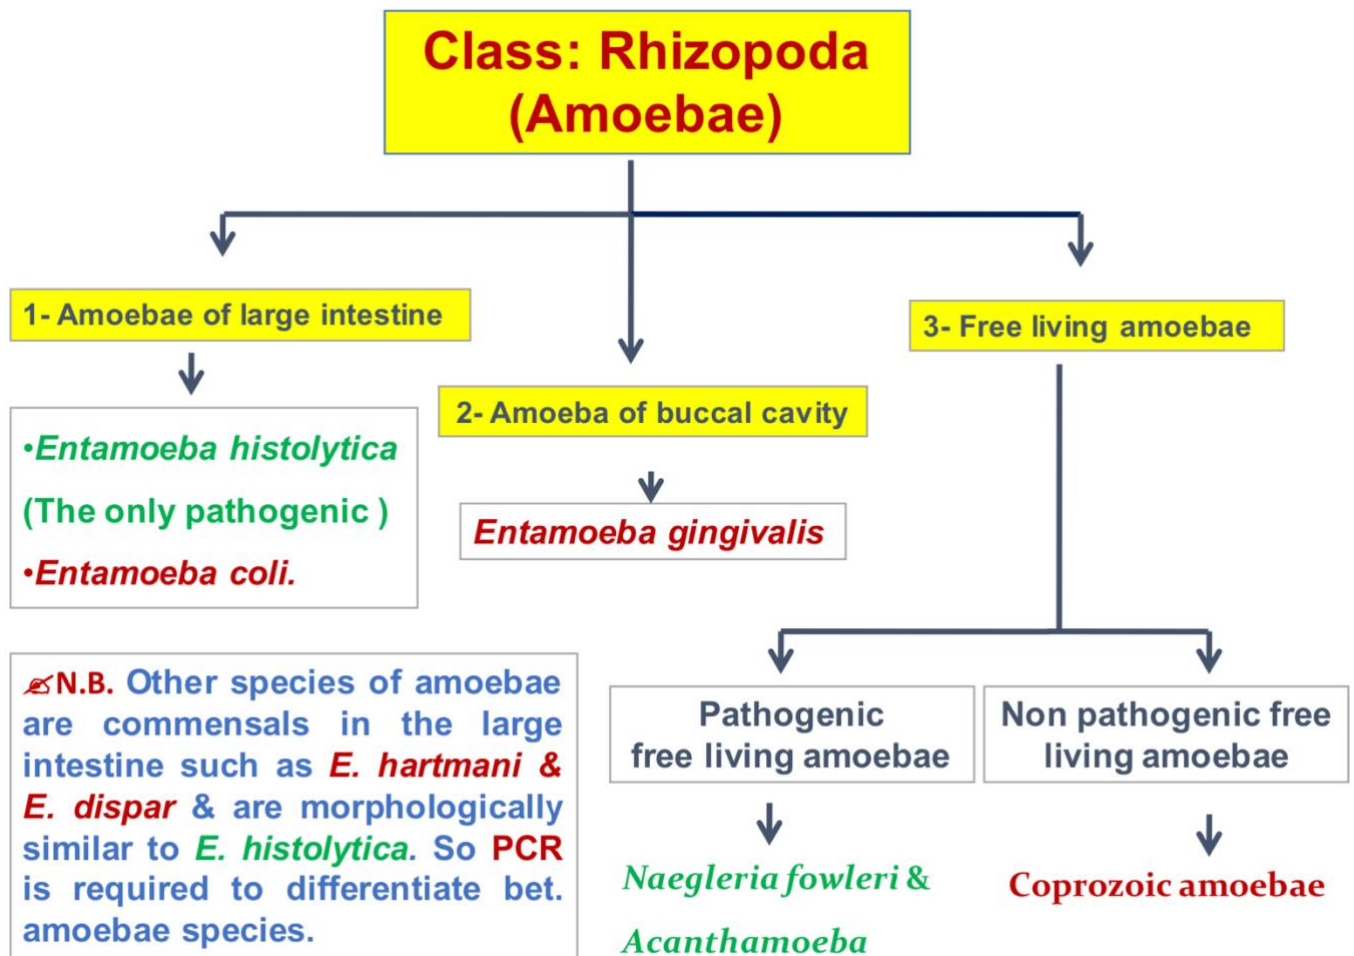 Class: Rhizopoda
(Amoebae)
1- Amoebae of large intestine
•Entamoeba histolytica
(The only pathogenic )
•Entamoeba coli.
2- Amoeba of buccal cavity
Entamoeba gingivalis
3- Free living amoebae
Pathogenic
free living amoebae
Naegleria fowleri &
Acanthamoeba
Non pathogenic free
living amoebae
Coprozoic amoebae
✍N.B. Other species of amoebae
are commensals in the large
intestine such as E. hartmani &
E. dispar & are morphologically
similar to E. histolytica. So PCR
is required to differentiate bet.
amoebae species.